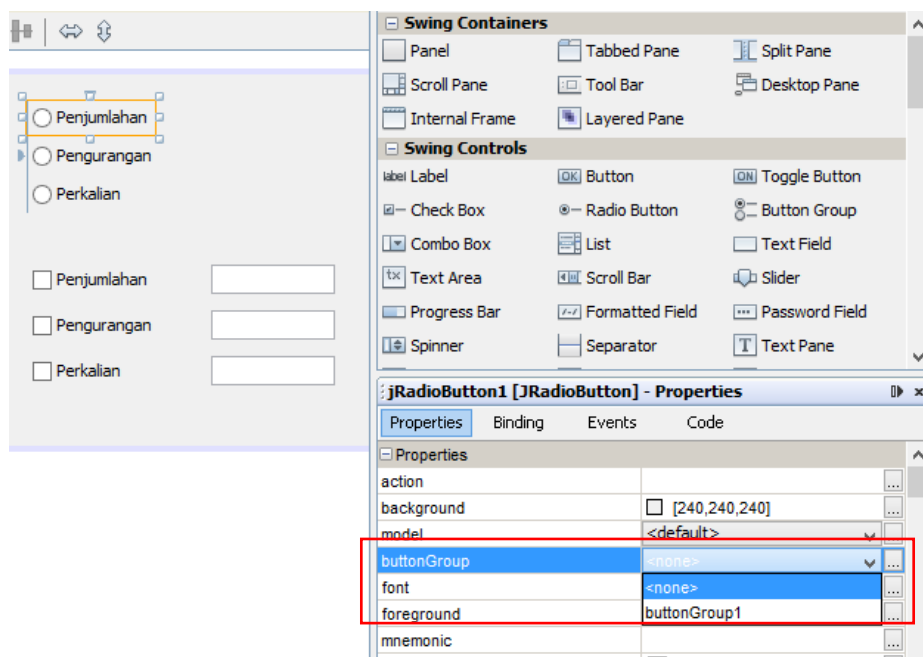 Penjumlahan
Pengurangan
Perkalian
Penjumlahan
Pengurangan
Perkalian
Swing Containers
Panel Tabbed Pane Split Pane
Scroll Pane Tool Bar Desktop Pane
Internal Frame Layered Pane
Swing Controls
label Label OK Button ON Toggle Button
Check Box Radio Button Button Group
Combo Box List Text Field
tx Text Area Scroll Bar Slider
Progress Bar Formatted Field Password Field
Spinner Separator T Text Pane
jRadioButton1 [JRadioButton] - Properties
Properties Binding Events Code
Properties
action ...
background [240,240,240] ...
model <default>
buttonGroup <none> ...
font <none> ...
foreground buttonGroup1 ...
mnemonic ...